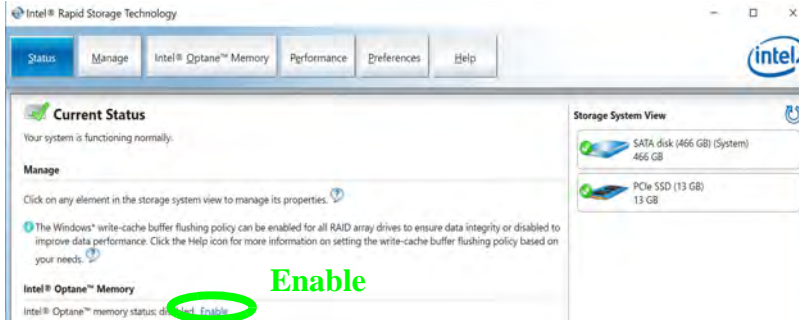 Intel® Rapid Storage Technology
Status Manage Intel® Optane™ Memory Performance Preferences Help
intel.
Current Status
Your system is functioning normally.
Manage
Click on any element in the storage system view to manage its properties.
The Windows* write-cache buffer flushing policy can be enabled for all RAID array drives to ensure data integrity or disabled to
improve data performance. Click the Help icon for more information on setting the write-cache buffer flushing policy based on
your needs.
Enable
Intel® Optane™ Memory
Intel® Optane™ memory status: disabled. Enable
Storage System View
SATA disk (466 GB) (System)
466 GB
PCIe SSD (13 GB)
13 GB